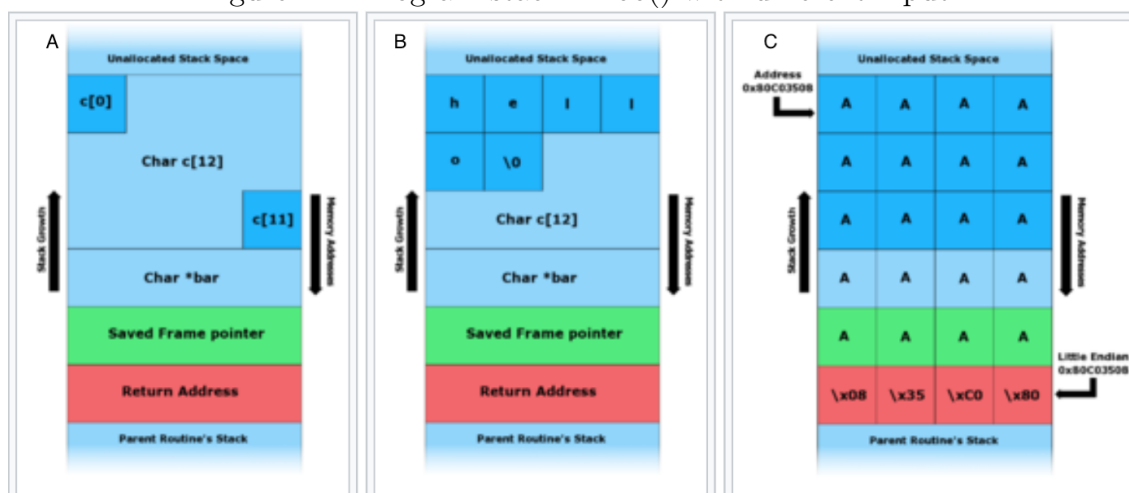 A
Unallocated Stack Space
c[0]
Char c[12]
c[11]
Stack Growth
Memory Addresses
Char *bar
Saved Frame pointer
Return Address
Parent Routine's Stack
B
Unallocated Stack Space
h e l l
o \0
Char c[12]
Stack Growth
Memory Addresses
Char *bar
Saved Frame pointer
Return Address
Parent Routine's Stack
C
Unallocated Stack Space
Address
0x80C03508
A A A A
A A A A
A A A A
Stack Growth
Memory Addresses
A A A A
A A A A
Little Endian
0x80C03508
\x08 \x35 \xC0 \x80
Parent Routine's Stack